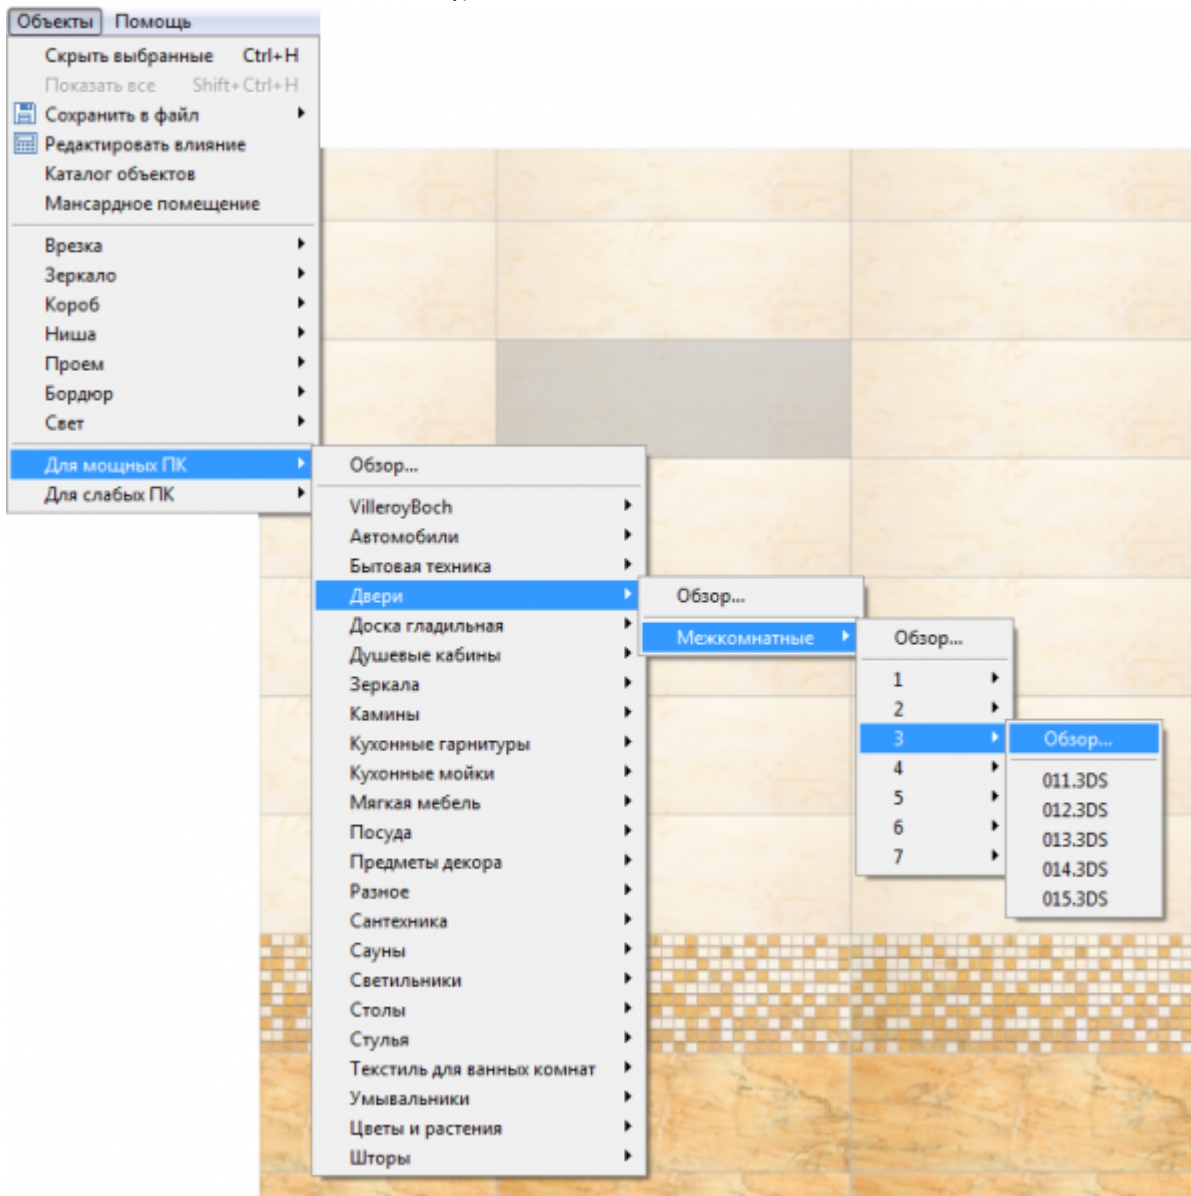 Объекты Помощь
Скрыть выбранные Ctrl+H
Показать все Shift+Ctrl+H
Сохранить в файл
Редактировать влияние
Каталог объектов
Мансардное помещение
Врезка
Зеркало
Короб
Ниша
Проем
Бордюр
Свет
Для мощных ПК
Для слабых ПК
Обзор...
VilleroyBoch
Автомобили
Бытовая техника
Двери
Доска гладильная
Душевые кабины
Зеркала
Камины
Кухонные гарнитуры
Кухонные мойки
Мягкая мебель
Посуда
Предметы декора
Разное
Сантехника
Сауны
Светильники
Столы
Стулья
Текстиль для ванных комнат
Умывальники
Цветы и растения
Шторы
Обзор...
Межкомнатные
Обзор...
1
2
3
4
5
6
7
Обзор...
011.3DS
012.3DS
013.3DS
014.3DS
015.3DS